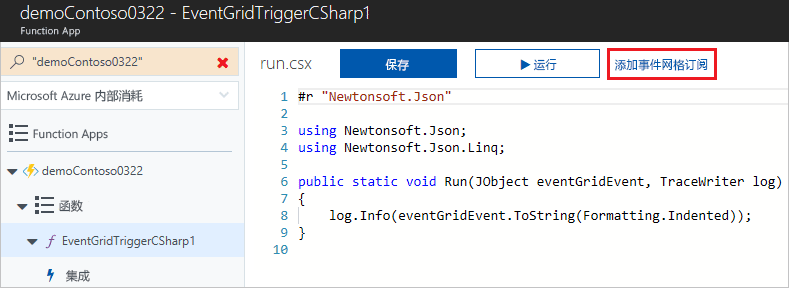 demoContoso0322 - EventGridTriggerCSharp1
Function App
"demoContoso0322"
Microsoft Azure 内部消耗
Function Apps
demoContoso0322
函数
f EventGridTriggerCSharp1
集成
run.csx 保存 运行 添加事件网格订阅
1 #r "Newtonsoft.Json"
2
3 using Newtonsoft.Json;
4 using Newtonsoft.Json.Linq;
5
6 public static void Run(JObject eventGridEvent, TraceWriter log)
7 {
8 log.Info(eventGridEvent.ToString(Formatting.Indented));
9 }
10